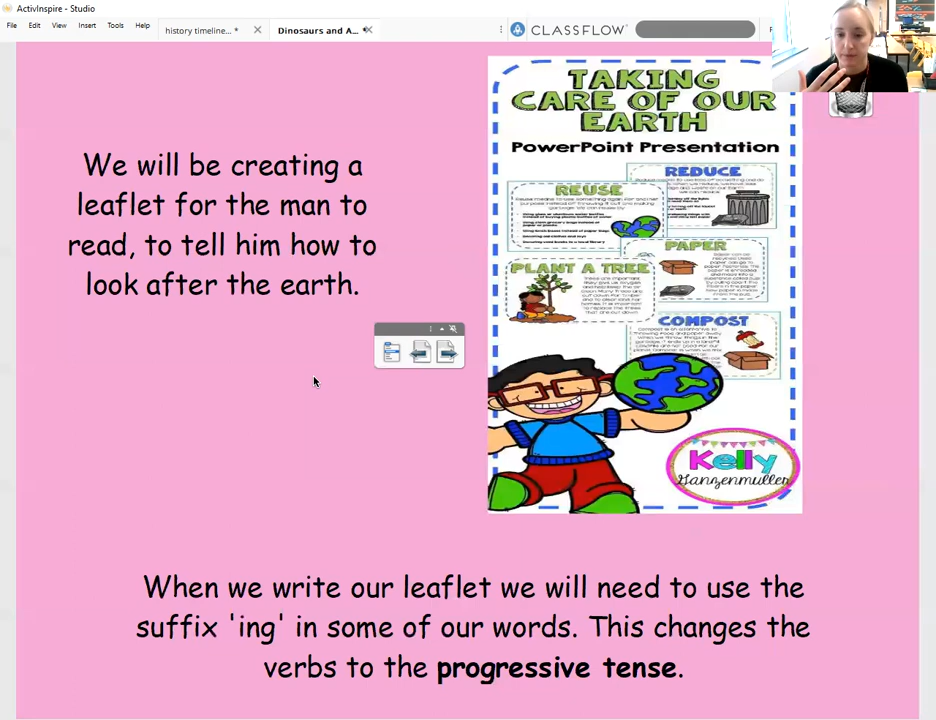 ActivInspire - Studio
File Edit View Insert Tools Help
history timeline... *
Dinosaurs and A...
CLASSFLOW
We will be creating a
leaflet for the man to
read, to tell him how to
look after the earth.
TAKING
CARE OF OUR
EARTH
PowerPoint Presentation
REDUCE
REUSE
PAPER
PLANT A TREE
COMPOST
Kelly
Ganzenmuller
When we write our leaflet we will need to use the
suffix 'ing' in some of our words. This changes the
verbs to the progressive tense.